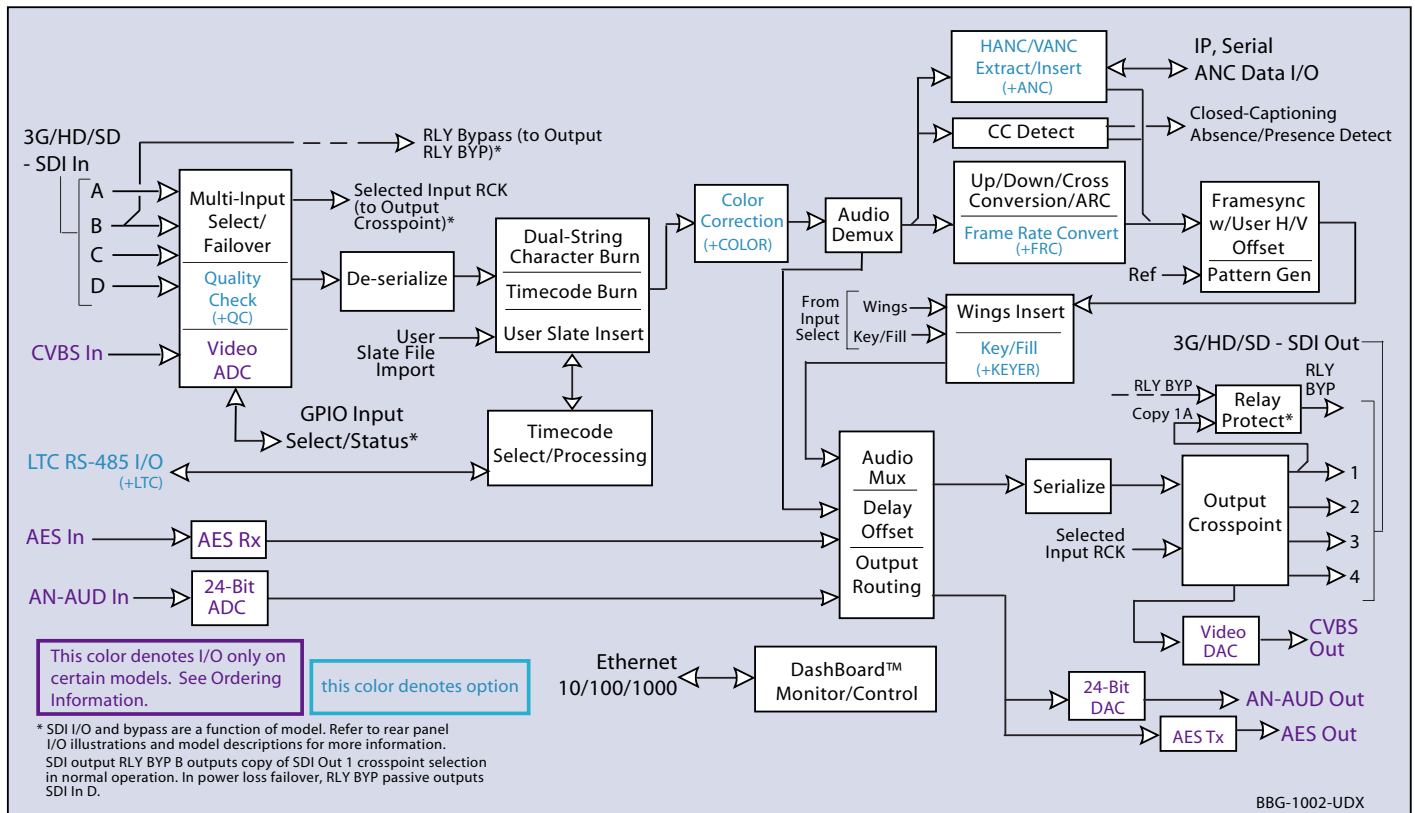 3G/HD/SD
- SDI In
A
B
C
D
CVBS In
RLY Bypass (to Output
RLY BYP)*
Multi-Input
Select/
Failover
Quality
Check
(+QC)
Video
ADC
Selected Input RCK
(to Output
Crosspoint)*
De-serialize
User
Slate File
Import
GPIO Input
Select/Status*
Dual-String
Character Burn
Timecode Burn
User Slate Insert
Timecode
Select/Processing
LTC RS-485 I/O
(+LTC)
Color
Correction
(+COLOR)
Audio
Demux
HANC/VANC
Extract/Insert
(+ANC)
IP, Serial
ANC Data I/O
CC Detect
Closed-Captioning
Absence/Presence Detect
Up/Down/Cross
Conversion/ARC
Frame Rate Convert
(+FRC)
Framesync
w/User H/V
Offset
Pattern Gen
Ref
From
Input
Select
Wings
Key/Fill
Wings Insert
Key/Fill
(+KEYER)
3G/HD/SD - SDI Out
RLY BYP
Copy 1A
Relay
Protect*
RLY
BYP
AES In
AES Rx
AN-AUD In
24-Bit
ADC
Audio
Mux
Delay
Offset
Output
Routing
Serialize
Selected
Input RCK
Output
Crosspoint
1
2
3
4
Video
DAC
CVBS
Out
24-Bit
DAC
AN-AUD Out
AES Tx
AES Out
Ethernet
10/100/1000
DashBoard™
Monitor/Control
This color denotes I/O only on
certain models. See Ordering
Information.
this color denotes option
* SDI I/O and bypass are a function of model. Refer to rear panel
I/O illustrations and model descriptions for more information.
SDI output RLY BYP B outputs copy of SDI Out 1 crosspoint selection
in normal operation. In power loss failover, RLY BYP passive outputs
SDI In D.
BBG-1002-UDX